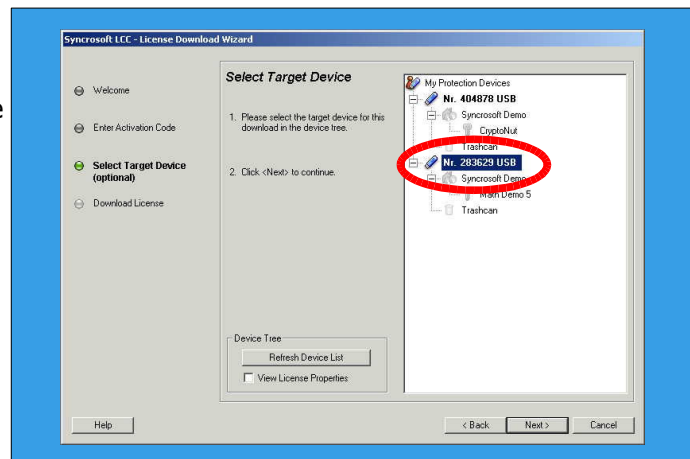 e
Syncrosoft LCC - License Download Wizard
Welcome
Enter Activation Code
Select Target Device
(optional)
Download License
Select Target Device
1. Please select the target device for this
download in the device tree.
2. Click <Next> to continue.
Device Tree
Refresh Device List
View License Properties
My Protection Devices
Nr. 404878 USB
Syncrosoft Demo
CryptoNut
Trashcan
Nr. 283629 USB
Syncrosoft Demo
Math Demo 5
Trashcan
Help
< Back
Next >
Cancel